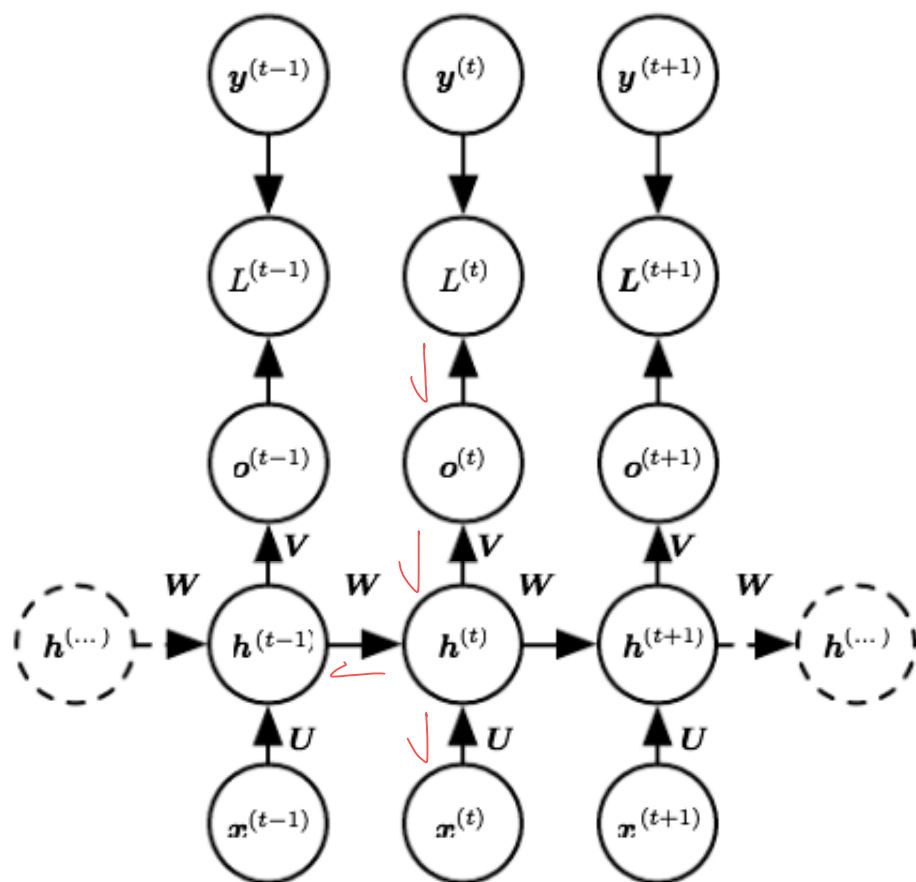 y^(t−1) y^(t) y^(t+1)
L^(t−1) L^(t) L^(t+1)
o^(t−1) o^(t) o^(t+1)
V V V
W W W W
h^(...) h^(t−1) h^(t) h^(t+1) h^(...)
U U U
x^(t−1) x^(t) x^(t+1)